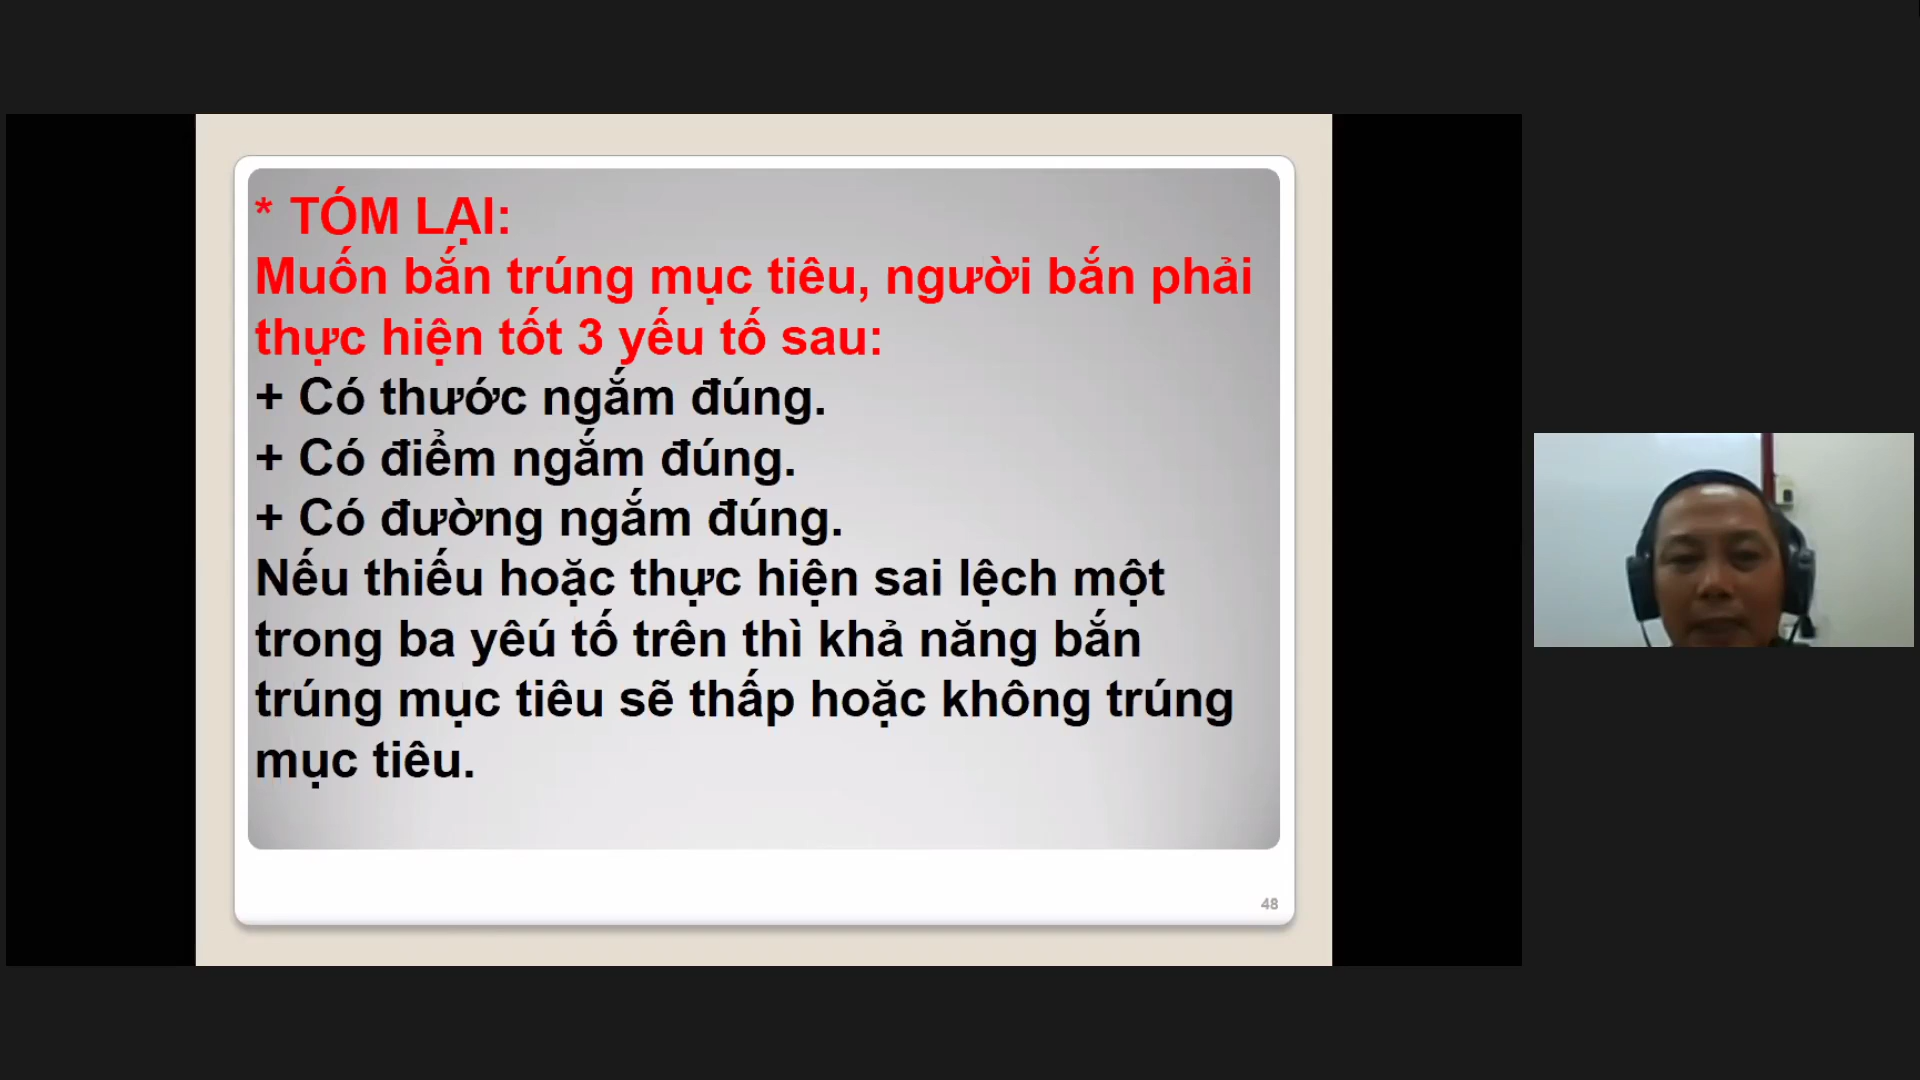 * TÓM LẠI:
Muốn bắn trúng mục tiêu, người bắn phải
thực hiện tốt 3 yếu tố sau:
+ Có thước ngắm đúng.
+ Có điểm ngắm đúng.
+ Có đường ngắm đúng.
Nếu thiếu hoặc thực hiện sai lệch một
trong ba yêú tố trên thì khả năng bắn
trúng mục tiêu sẽ thấp hoặc không trúng
mục tiêu.
48